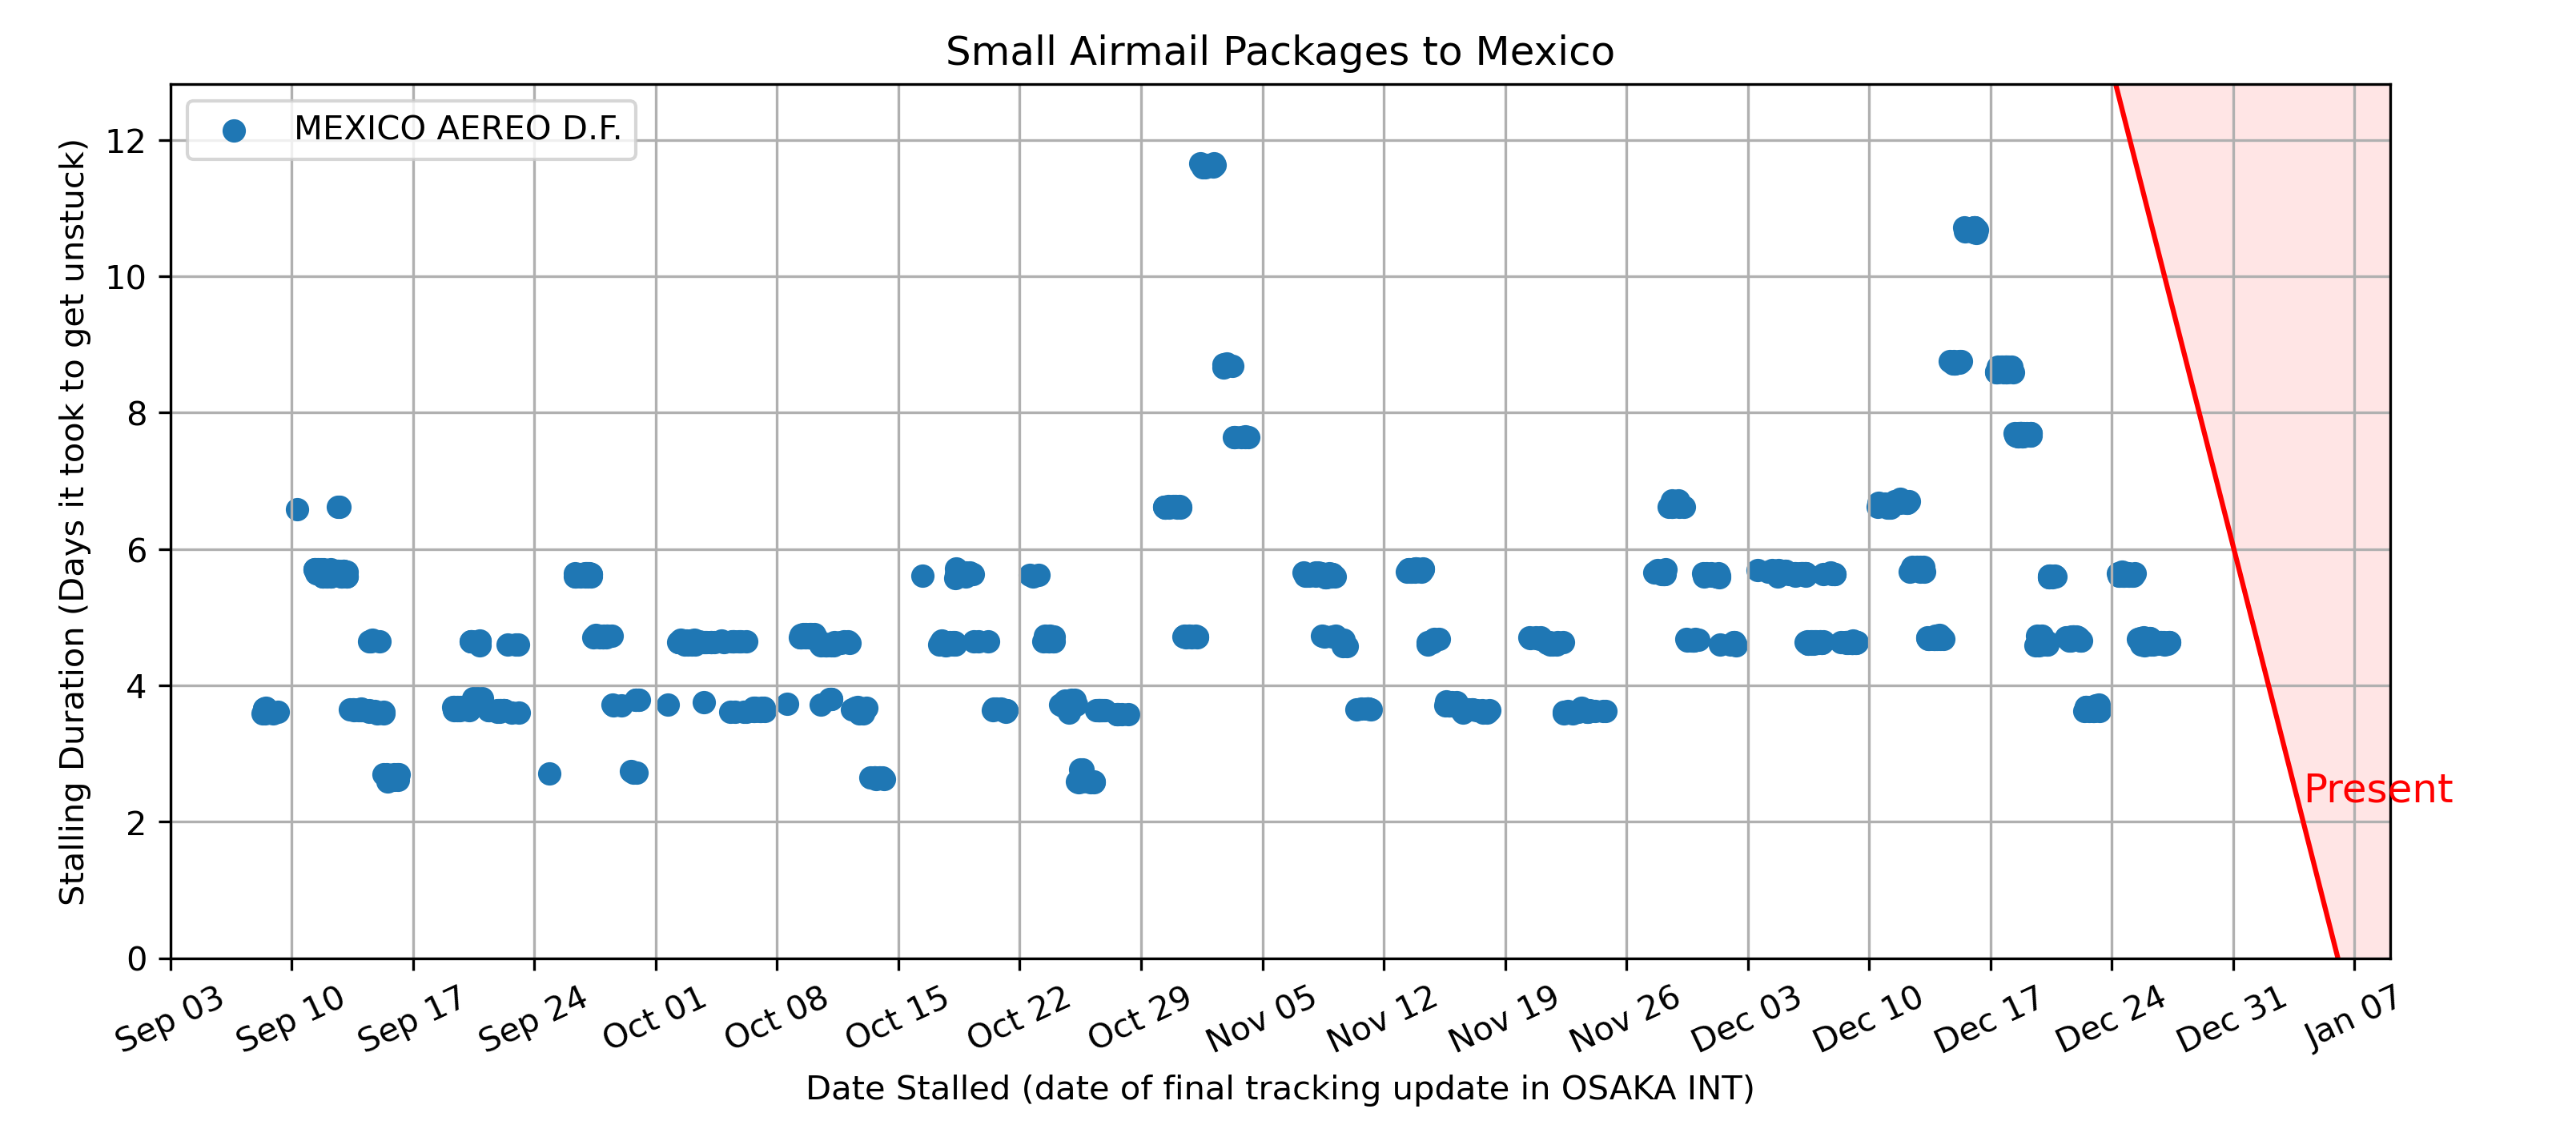 Small Airmail Packages to Mexico
MEXICO AEREO D.F.
Stalling Duration (Days it took to get unstuck)
12
10
8
6
4
2
0
Present
Sep 03
Sep 10
Sep 17
Sep 24
Oct 01
Oct 08
Oct 15
Oct 22
Oct 29
Nov 05
Nov 12
Nov 19
Nov 26
Dec 03
Dec 10
Dec 17
Dec 24
Dec 31
Jan 07
Date Stalled (date of final tracking update in OSAKA INT)